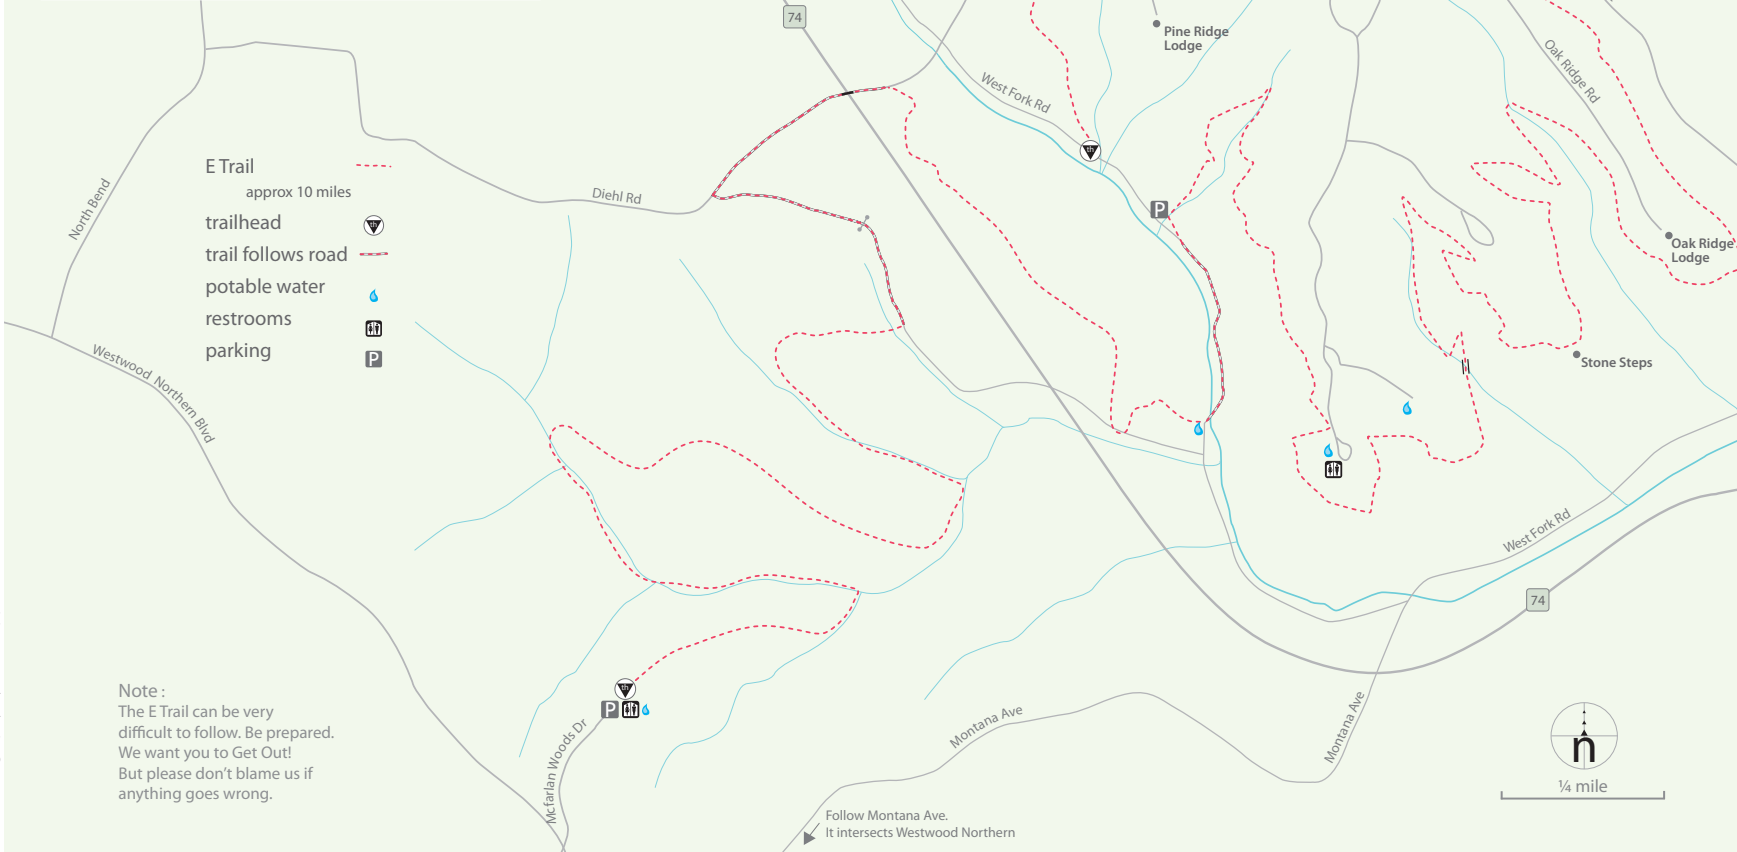 74
Pine Ridge
Lodge
West Fork Rd
Oak Ridge Rd
th
E Trail
approx 10 miles
trailhead
th
trail follows road
potable water
restrooms
parking
P
North Bend
Diehl Rd
P
Oak Ridge
Lodge
Westwood Northern Blvd
Stone Steps
West Fork Rd
74
th
P
Note :
The E Trail can be very
difficult to follow. Be prepared.
We want you to Get Out!
But please don't blame us if
anything goes wrong.
Mcfarlan Woods Dr
Montana Ave
Montana Ave
n
¼ mile
Follow Montana Ave.
It intersects Westwood Northern